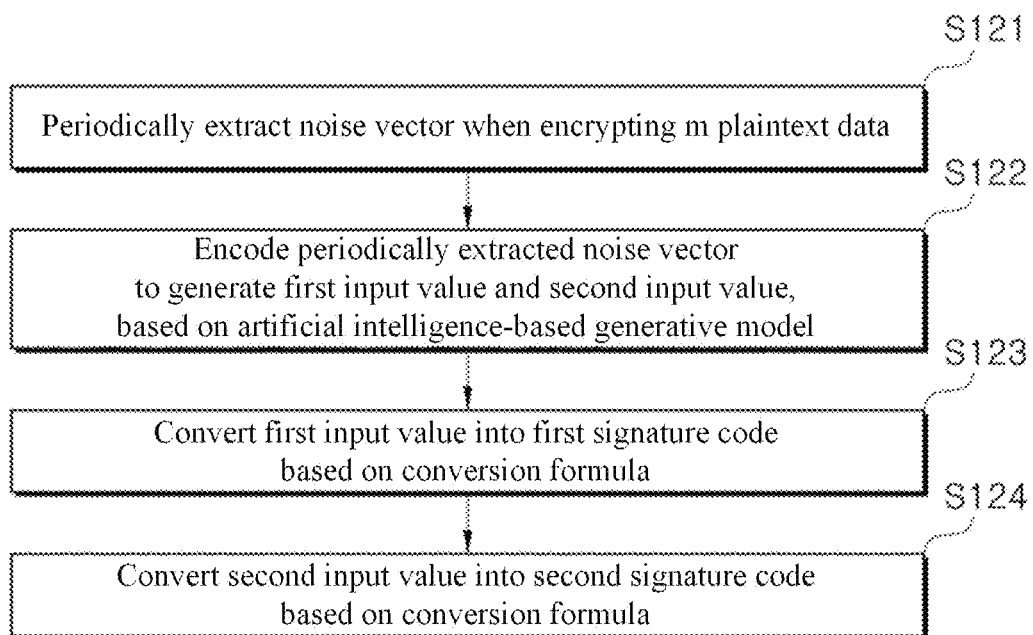 S121
Periodically extract noise vector when encrypting m plaintext data
S122
Encode periodically extracted noise vector
to generate first input value and second input value,
based on artificial intelligence-based generative model
S123
Convert first input value into first signature code
based on conversion formula
S124
Convert second input value into second signature code
based on conversion formula